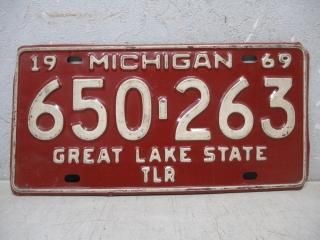 19 MICHIGAN 69
650-263
GREAT LAKE STATE
TLR